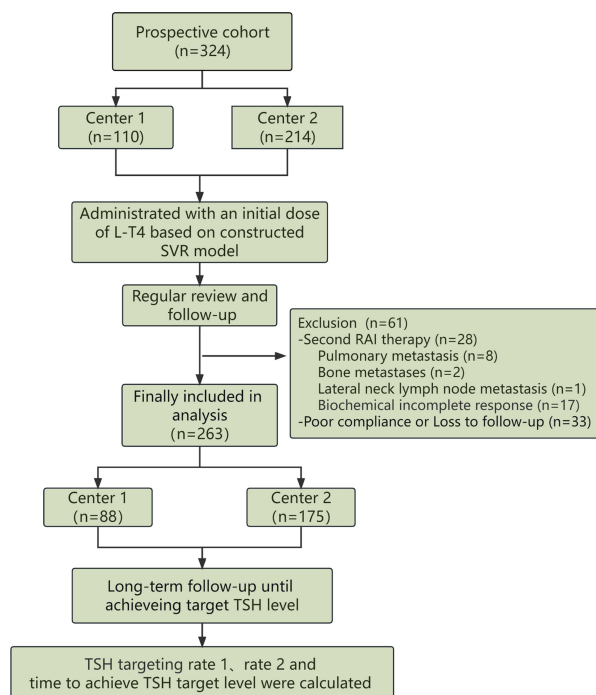 Prospective cohort
(n=324)
Center 1
(n=110)
Center 2
(n=214)
Administrated with an initial dose
of L-T4 based on constructed
SVR model
Regular review and
follow-up
Exclusion (n=61)
-Second RAI therapy (n=28)
Pulmonary metastasis (n=8)
Bone metastases (n=2)
Lateral neck lymph node metastasis (n=1)
Biochemical incomplete response (n=17)
-Poor compliance or Loss to follow-up (n=33)
Finally included in
analysis
(n=263)
Center 1
(n=88)
Center 2
(n=175)
Long-term follow-up until
achieveing target TSH level
TSH targeting rate 1、rate 2 and
time to achieve TSH target level were calculated